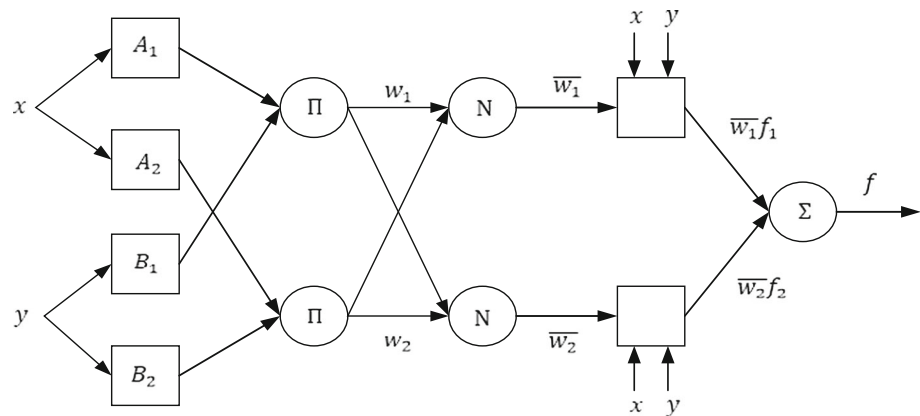 x
y
A₁
A₂
B₁
B₂
Π
Π
w₁
w₂
N
N
w̅₁
w̅₂
x y
x y
w̅₁f₁
w̅₂f₂
Σ
f